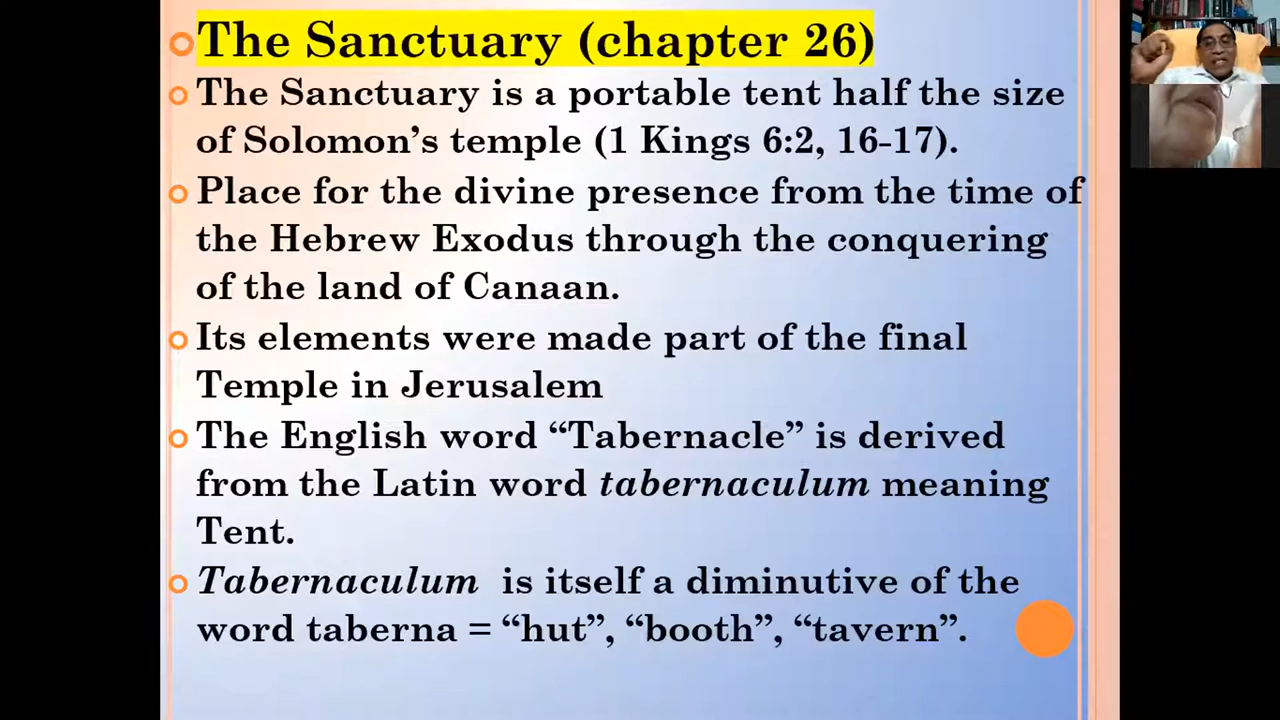 The Sanctuary (chapter 26)
The Sanctuary is a portable tent half the size
of Solomon’s temple (1 Kings 6:2, 16-17).
Place for the divine presence from the time of
the Hebrew Exodus through the conquering
of the land of Canaan.
Its elements were made part of the final
Temple in Jerusalem
The English word “Tabernacle” is derived
from the Latin word tabernaculum meaning
Tent.
Tabernaculum is itself a diminutive of the
word taberna = “hut”, “booth”, “tavern”.